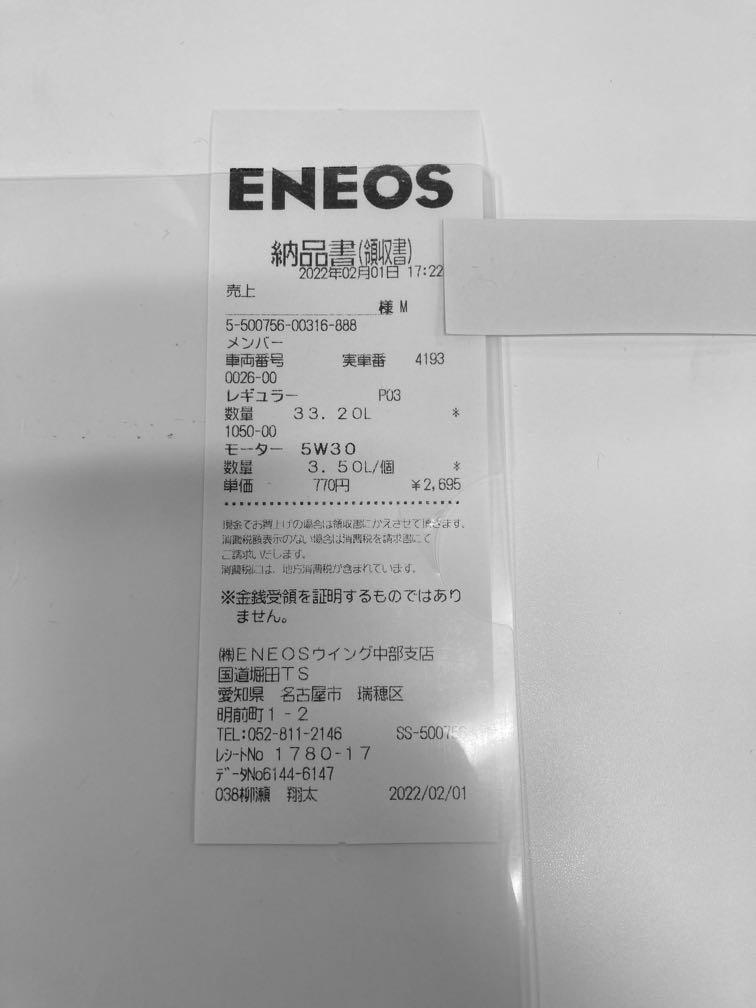 ENEOS
納品書(領収書)
2022年02月01日 17:22
売上
様 M
5-500756-00316-888
メンバー
車両番号 実車番 4193
0026-00
レギュラー P03
数量 33.20L *
1050-00
モーター 5W30
数量 3.50L/個 *
単価 770円 ¥2,695
現金でお買上げの場合は領収書にかえさせて頂きます。
消費税額表示のない場合は消費税を請求書にて
ご請求いたします。
消費税には、地方消費税が含まれています。
※金銭受領を証明するものではあり
ません。
㈱ENEOSウイング中部支店
国道堀田TS
愛知県 名古屋市 瑞穂区
明前町1-2
TEL:052-811-2146 SS-500756
ﾚｼｰﾄNo 1780-17
ﾃﾞｰﾀNo6144-6147
038柳瀬 翔太 2022/02/01